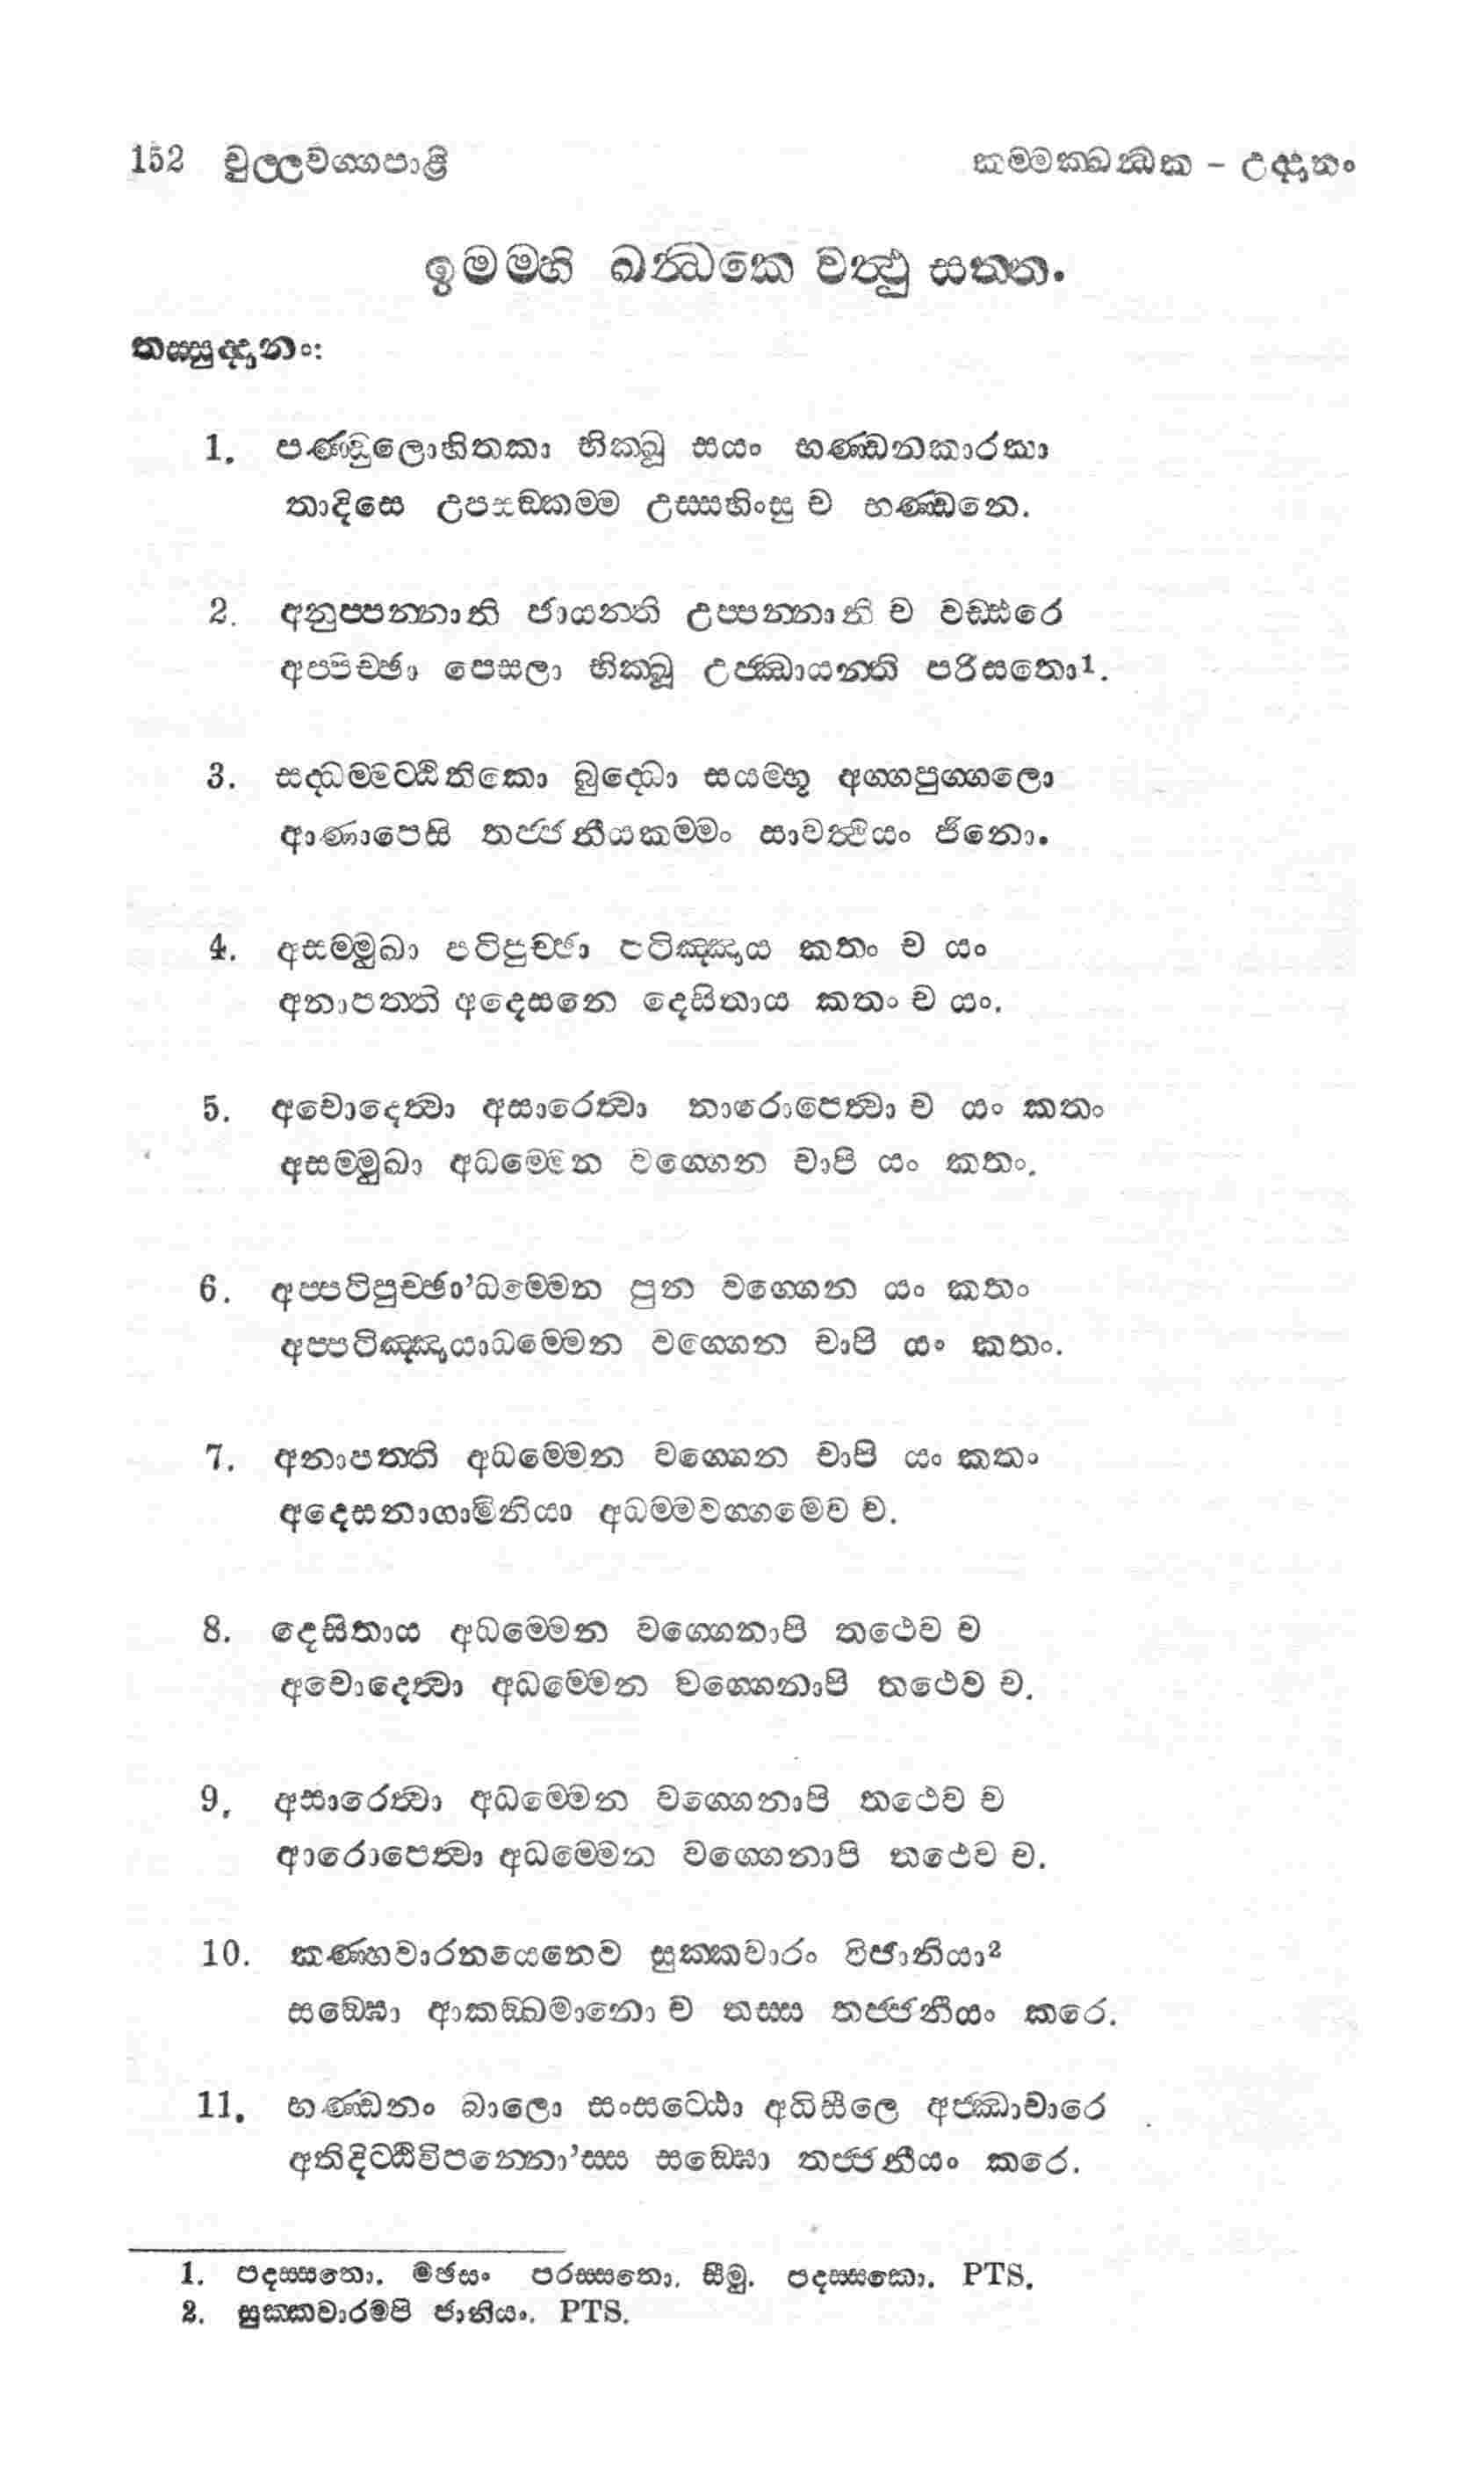 152 චුල්ලවග්ගපාළි
කම්මක්ඛන්ධක – උද්දානං
ඉමම්හි ඛන්ධකෙ වත්ථු සත්ත.
තස්සුද්දානං:
1. පණ්ඩුලොහිතකා භික්ඛූ සයං භණ්ඩනකාරකා
තාදිසෙ උපසඞ්කම්ම උස්සහිංසු ච භණ්ඩනෙ.
2. අනුප්පන්නානි ජායන්ති උප්පන්නානි ච වඩ්ඪරෙ
අප්පිච්ඡා පෙසලා භික්ඛූ උජ්ඣායන්ති පරිසතො¹.
3. සද්ධම්මට්ඨිතිකො බුද්ධො සයම්භූ අග්ගපුග්ගලො
ආණාපෙසි තජ්ජනීයකම්මං සාවත්ථියං ජිනො.
4. අසම්මුඛා පටිපුච්ඡා පටිඤ්ඤාය කතං ච යං
අනාපත්ති අදෙසනෙ දෙසිතාය කතං ච යං.
5. අචොදෙත්වා අසාරෙත්වා නාරොපෙත්වා ච යං කතං
අසම්මුඛා අධම්මෙන වග්ගෙන චාපි යං කතං.
6. අප්පටිපුච්ඡා’ධම්මෙන පුන වග්ගෙන යං කතං
අප්පටිඤ්ඤායාධම්මෙන වග්ගෙන චාපි යං කතං.
7. අනාපත්ති අධම්මෙන වග්ගෙන චාපි යං කතං
අදෙසනාගාමිනියා අධම්මවග්ගමෙව ච.
8. දෙසිතාය අධම්මෙන වග්ගෙනාපි තථෙව ච
අචොදෙත්වා අධම්මෙන වග්ගෙනාපි තථෙව ච.
9. අසාරෙත්වා අධම්මෙන වග්ගෙනාපි තථෙව ච
ආරොපෙත්වා අධම්මෙන වග්ගෙනාපි තථෙව ච.
10. කණ්හවාරනයෙනෙව සුක්කවාරං විජානියා²
සඞ්ඝො ආකඞ්ඛමානො ච තස්ස තජ්ජනීයං කරෙ.
11. භණ්ඩනං බාලො සංසට්ඨො අධිසීලෙ අජ්ඣාචාරෙ
අතිදිට්ඨිවිපන්නො’ස්ස සඞ්ඝො තජ්ජනීයං කරෙ.
1. පදස්සතො. මඡසං පරස්සතො. සීමු. පදස්සකො. PTS.
2. සුක්කවාරම්පි ජානියං. PTS.